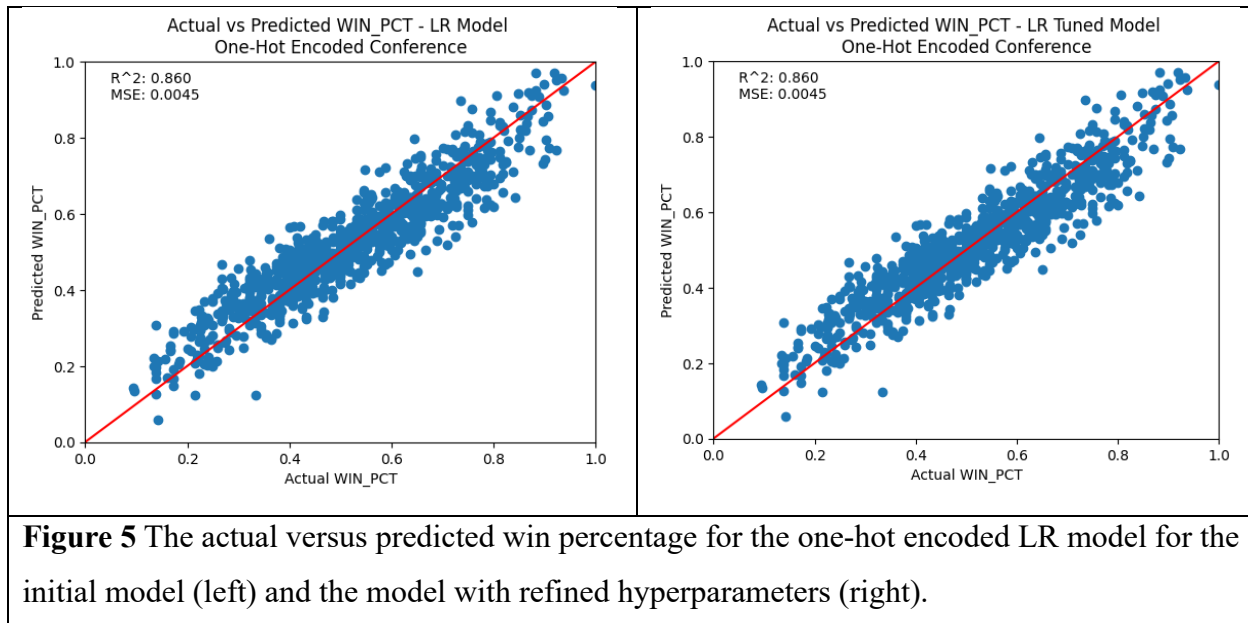 Actual vs Predicted WIN_PCT - LR Model
One-Hot Encoded Conference
R^2: 0.860
MSE: 0.0045
1.0
0.8
0.6
0.4
0.2
0.0
Predicted WIN_PCT
0.0 0.2 0.4 0.6 0.8 1.0
Actual WIN_PCT
Actual vs Predicted WIN_PCT - LR Tuned Model
One-Hot Encoded Conference
R^2: 0.860
MSE: 0.0045
1.0
0.8
0.6
0.4
0.2
0.0
Predicted WIN_PCT
0.0 0.2 0.4 0.6 0.8 1.0
Actual WIN_PCT
Figure 5 The actual versus predicted win percentage for the one-hot encoded LR model for the
initial model (left) and the model with refined hyperparameters (right).